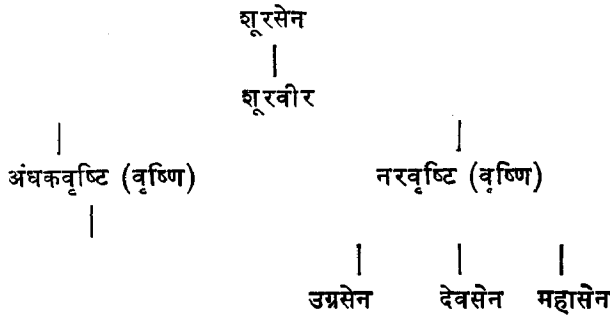 शूरसेन
शूरवीर
अंधकवृष्टि (वृष्णि) नरवृष्टि (वृष्णि)
उग्रसेन देवसेन महासेन